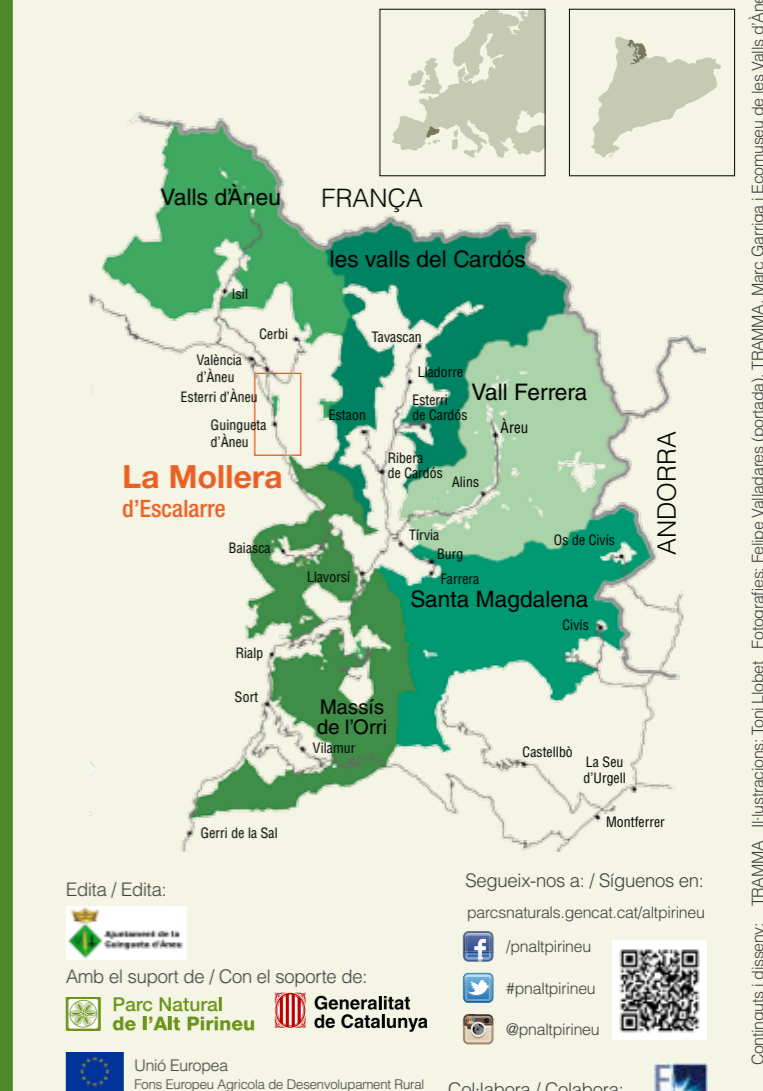 Valls d'Àneu
FRANÇA
les valls del Cardós
Isil
Cerbi
Tavascan
València
d'Àneu
Lladorre
Vall Ferrera
Esterri d'Àneu
Esterri
de Cardós
Estaon
Guingueta
d'Àneu
Àreu
ANDORRA
Ribera
de Cardós
La Mollera
d'Escalarre
Alins
Tírvia
Os de Civís
Baiasca
Burg
Llavorsí
Farrera
Santa Magdalena
Civís
Rialp
Sort
Massís
de l'Orri
Vilamur
Castellbò
La Seu
d'Urgell
Montferrer
Gerri de la Sal
Edita / Edita:
Ajuntament de la
Guingueta d'Àneu
Amb el suport de / Con el soporte de:
Parc Natural
de l'Alt Pirineu
Generalitat
de Catalunya
Unió Europea
Fons Europeu Agricola de Desenvolupament Rural
Segueix-nos a: / Síguenos en:
parcsnaturals.gencat.cat/altpirineu
/pnaltpirineu
#pnaltpirineu
@pnaltpirineu
Col·labora / Colabora:
Continguts i disseny: TRAMMA Il·lustracions: Toni Llobet Fotografies: Felipe Valladares (portada), TRAMMA, Marc Garriga i Ecomuseu de les Valls d'Àneu